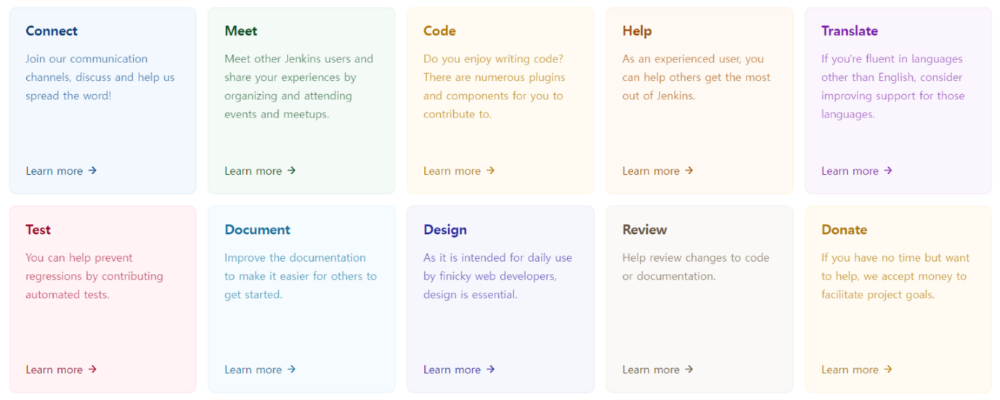 Connect
Join our communication
channels, discuss and help us
spread the word!
Learn more →
Meet
Meet other Jenkins users and
share your experiences by
organizing and attending
events and meetups.
Learn more →
Code
Do you enjoy writing code?
There are numerous plugins
and components for you to
contribute to.
Learn more →
Help
As an experienced user, you
can help others get the most
out of Jenkins.
Learn more →
Translate
If you're fluent in languages
other than English, consider
improving support for those
languages.
Learn more →
Test
You can help prevent
regressions by contributing
automated tests.
Learn more →
Document
Improve the documentation
to make it easier for others to
get started.
Learn more →
Design
As it is intended for daily use
by finicky web developers,
design is essential.
Learn more →
Review
Help review changes to code
or documentation.
Learn more →
Donate
If you have no time but want
to help, we accept money to
facilitate project goals.
Learn more →